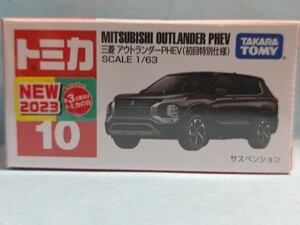 トミカ
MITSUBISHI OUTLANDER PHEV
三菱 アウトランダーPHEV(初回特別仕様)
SCALE 1/63
TAKARA
TOMY
NEW
2023
10
サスペンション